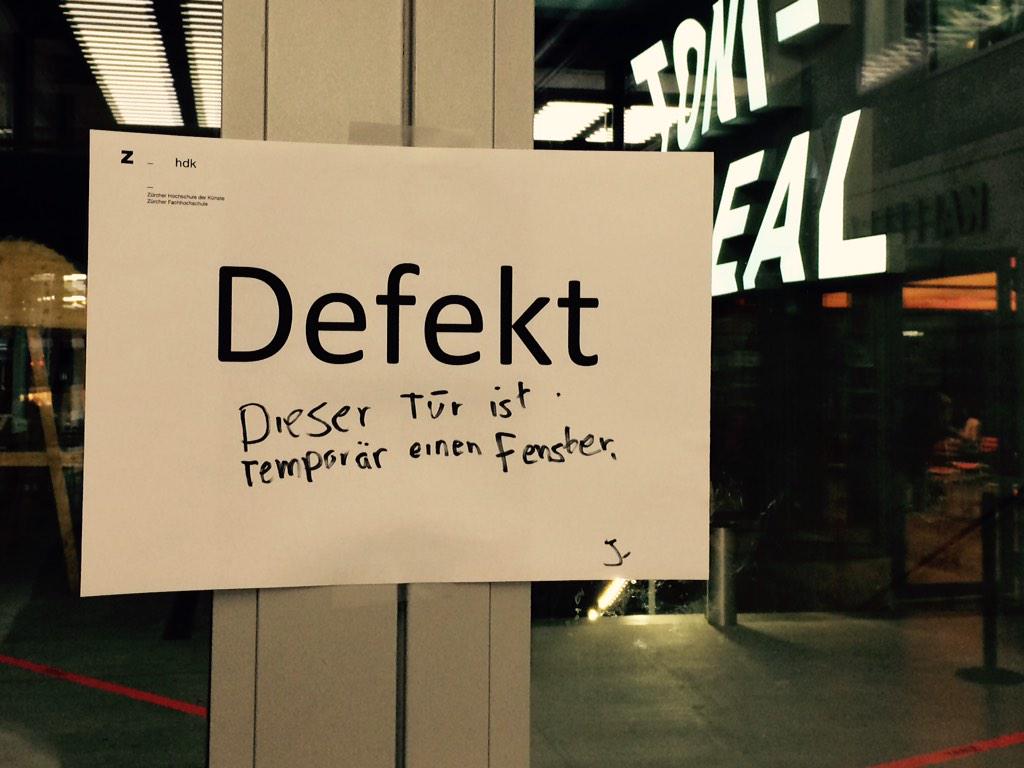 Z – hdk
–
Zürcher Hochschule der Künste
Zürcher Fachhochschule
Defekt
Dieser Tür ist
Temporär einen Fenster.
J.
TONI-
EAL